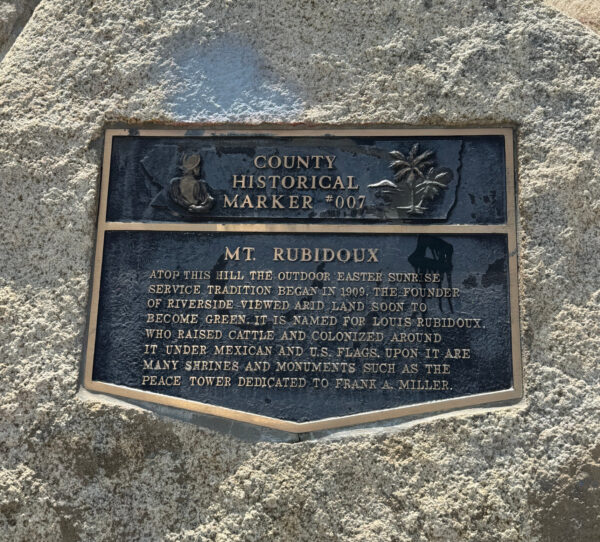 COUNTY
HISTORICAL
MARKER #007
MT. RUBIDOUX
ATOP THIS HILL THE OUTDOOR EASTER SUNRISE
SERVICE TRADITION BEGAN IN 1909. THE FOUNDER
OF RIVERSIDE VIEWED ARID LAND SOON TO
BECOME GREEN. IT IS NAMED FOR LOUIS RUBIDOUX,
WHO RAISED CATTLE AND COLONIZED AROUND
IT UNDER MEXICAN AND U.S. FLAGS. UPON IT ARE
MANY SHRINES AND MONUMENTS SUCH AS THE
PEACE TOWER DEDICATED TO FRANK A. MILLER.